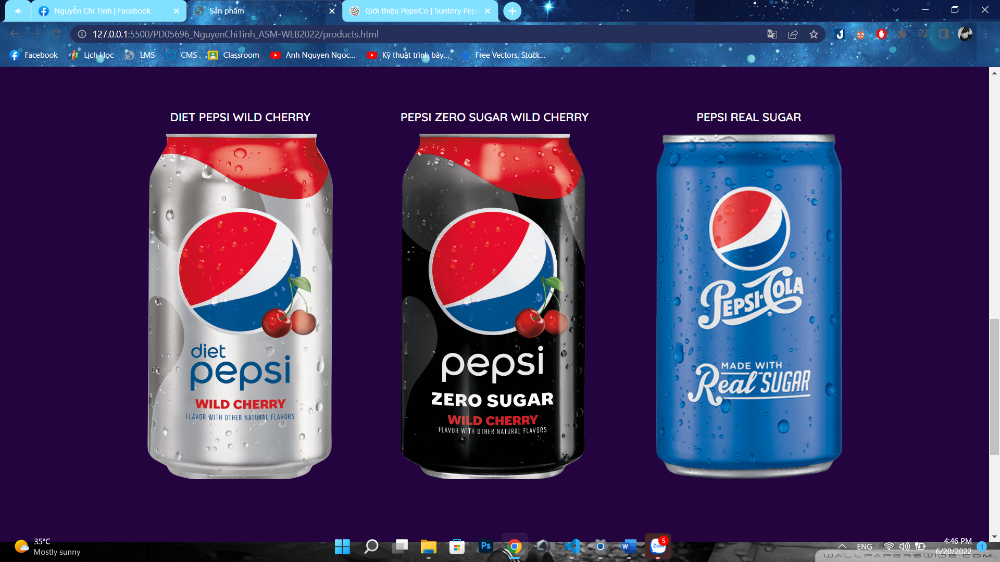 Nguyễn Chí Tình | Facebook
Sản phẩm
Giới thiệu PepsiCo | Suntory Peps
127.0.0.1:5500/PD05696_NguyenChiTinh_ASM-WEB2022/products.html
Facebook
Lịch Học
LMS
CMS
Classroom
Anh Nguyen Ngoc...
Kỹ thuật trình bày...
Free Vectors, Stock...
DIET PEPSI WILD CHERRY
PEPSI ZERO SUGAR WILD CHERRY
PEPSI REAL SUGAR
diet
pepsi
WILD CHERRY
FLAVOR WITH OTHER NATURAL FLAVORS
pepsi
ZERO SUGAR
WILD CHERRY
FLAVOR WITH OTHER NATURAL FLAVORS
PEPSI-COLA
®
MADE WITH
Real SUGAR
35°C
Mostly sunny
Ps
W
Zalo
5
ENG
4:46 PM
6/20/2022
1
WALLPAPERSWIDE.COM